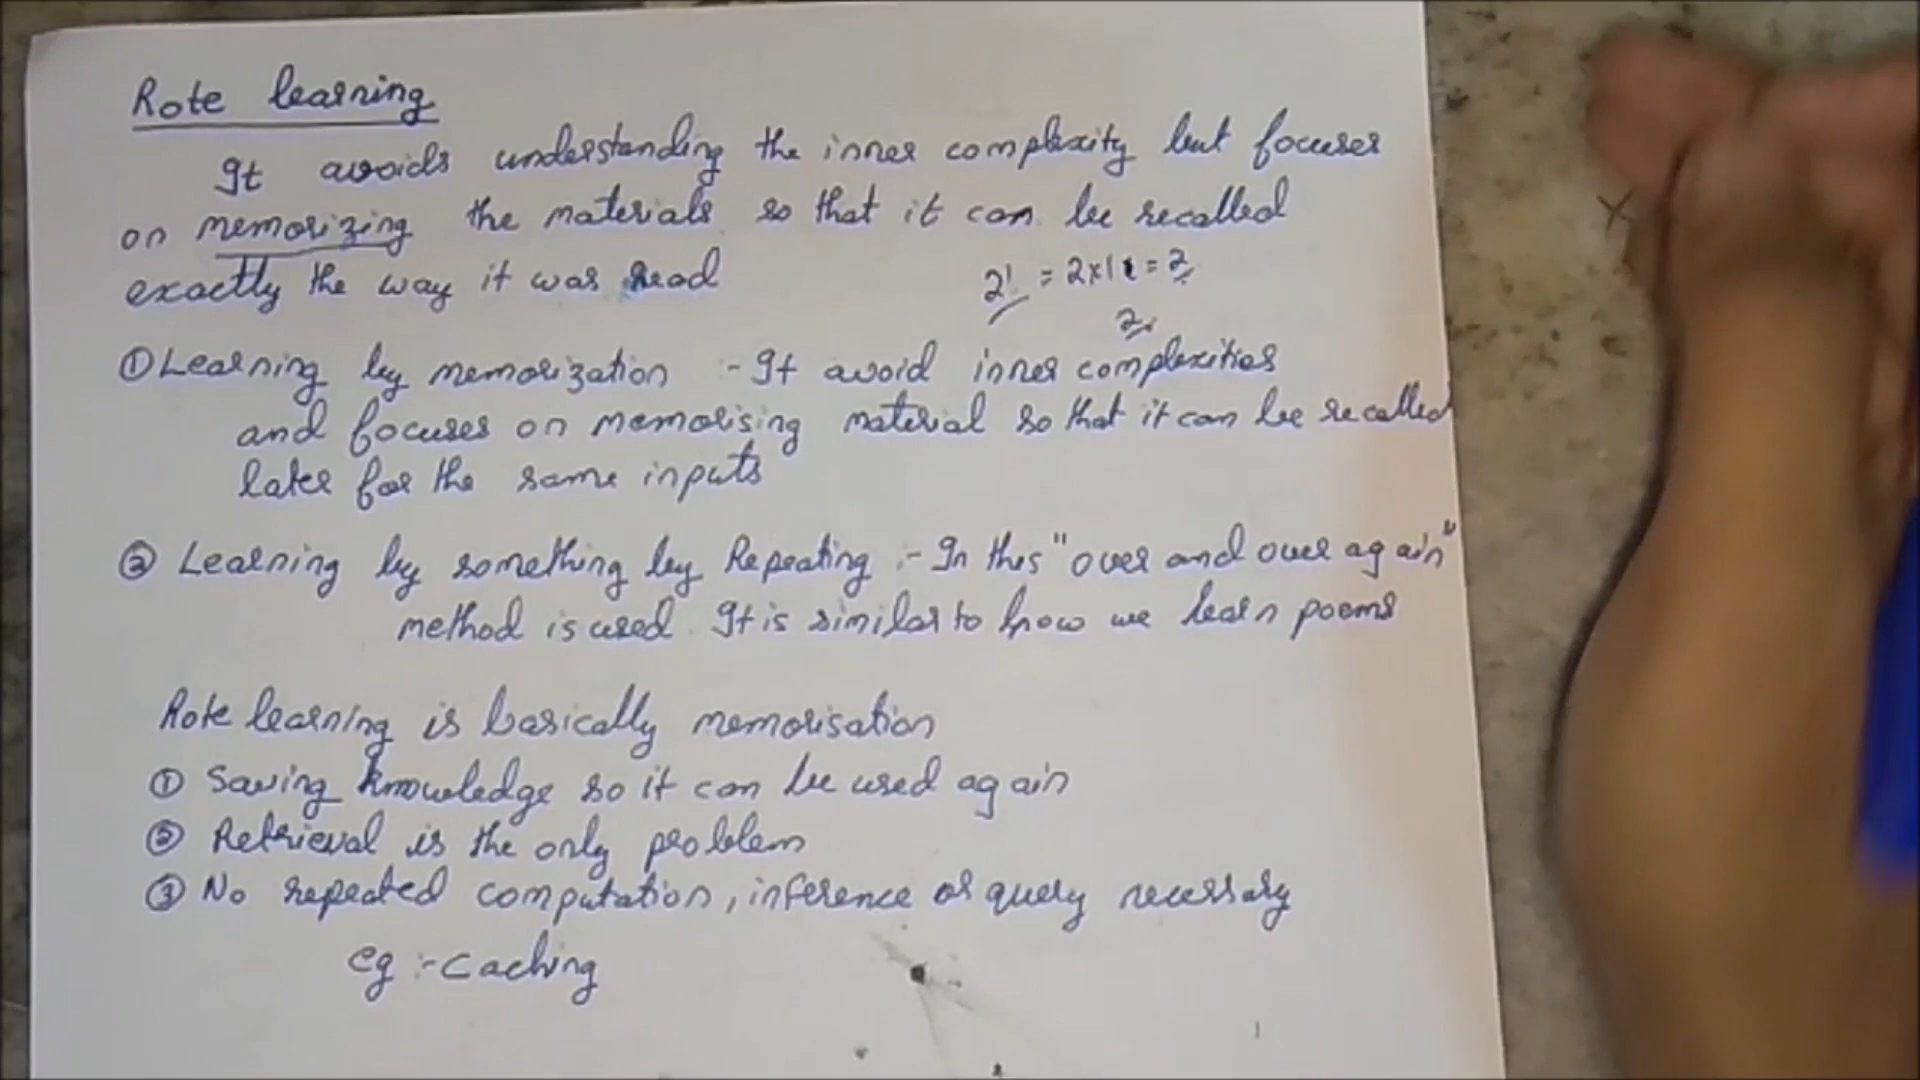 Rote learning
It avoids understanding the inner complexity but focuses
on memorizing the materials so that it can be recalled
exactly the way it was read
2! = 2x1 = 2
2
① Learning by memorization :- It avoid inner complexities
and focuses on memorising material so that it can be recalled
later for the same inputs
② Learning by something by Repeating :- In this "over and over again"
method is used. It is similar to how we learn poems
Rote learning is basically memorisation
① Saving knowledge so it can be used again
② Retrieval is the only problem
③ No repeated computation, inference or query necessary
eg :- Caching